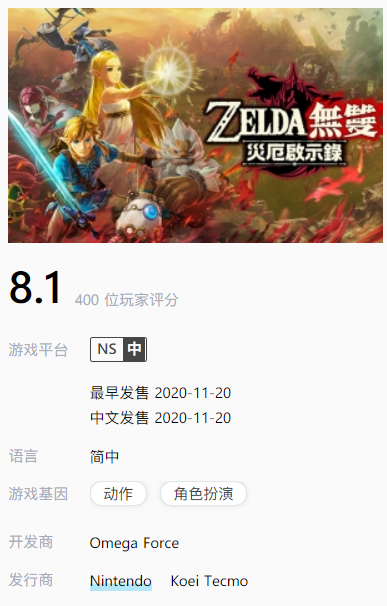 ZELDA無雙
災厄啟示錄
8.1 400 位玩家评分
游戏平台 NS 中
最早发售 2020-11-20
中文发售 2020-11-20
语言 简中
游戏基因 动作 角色扮演
开发商 Omega Force
发行商 Nintendo Koei Tecmo